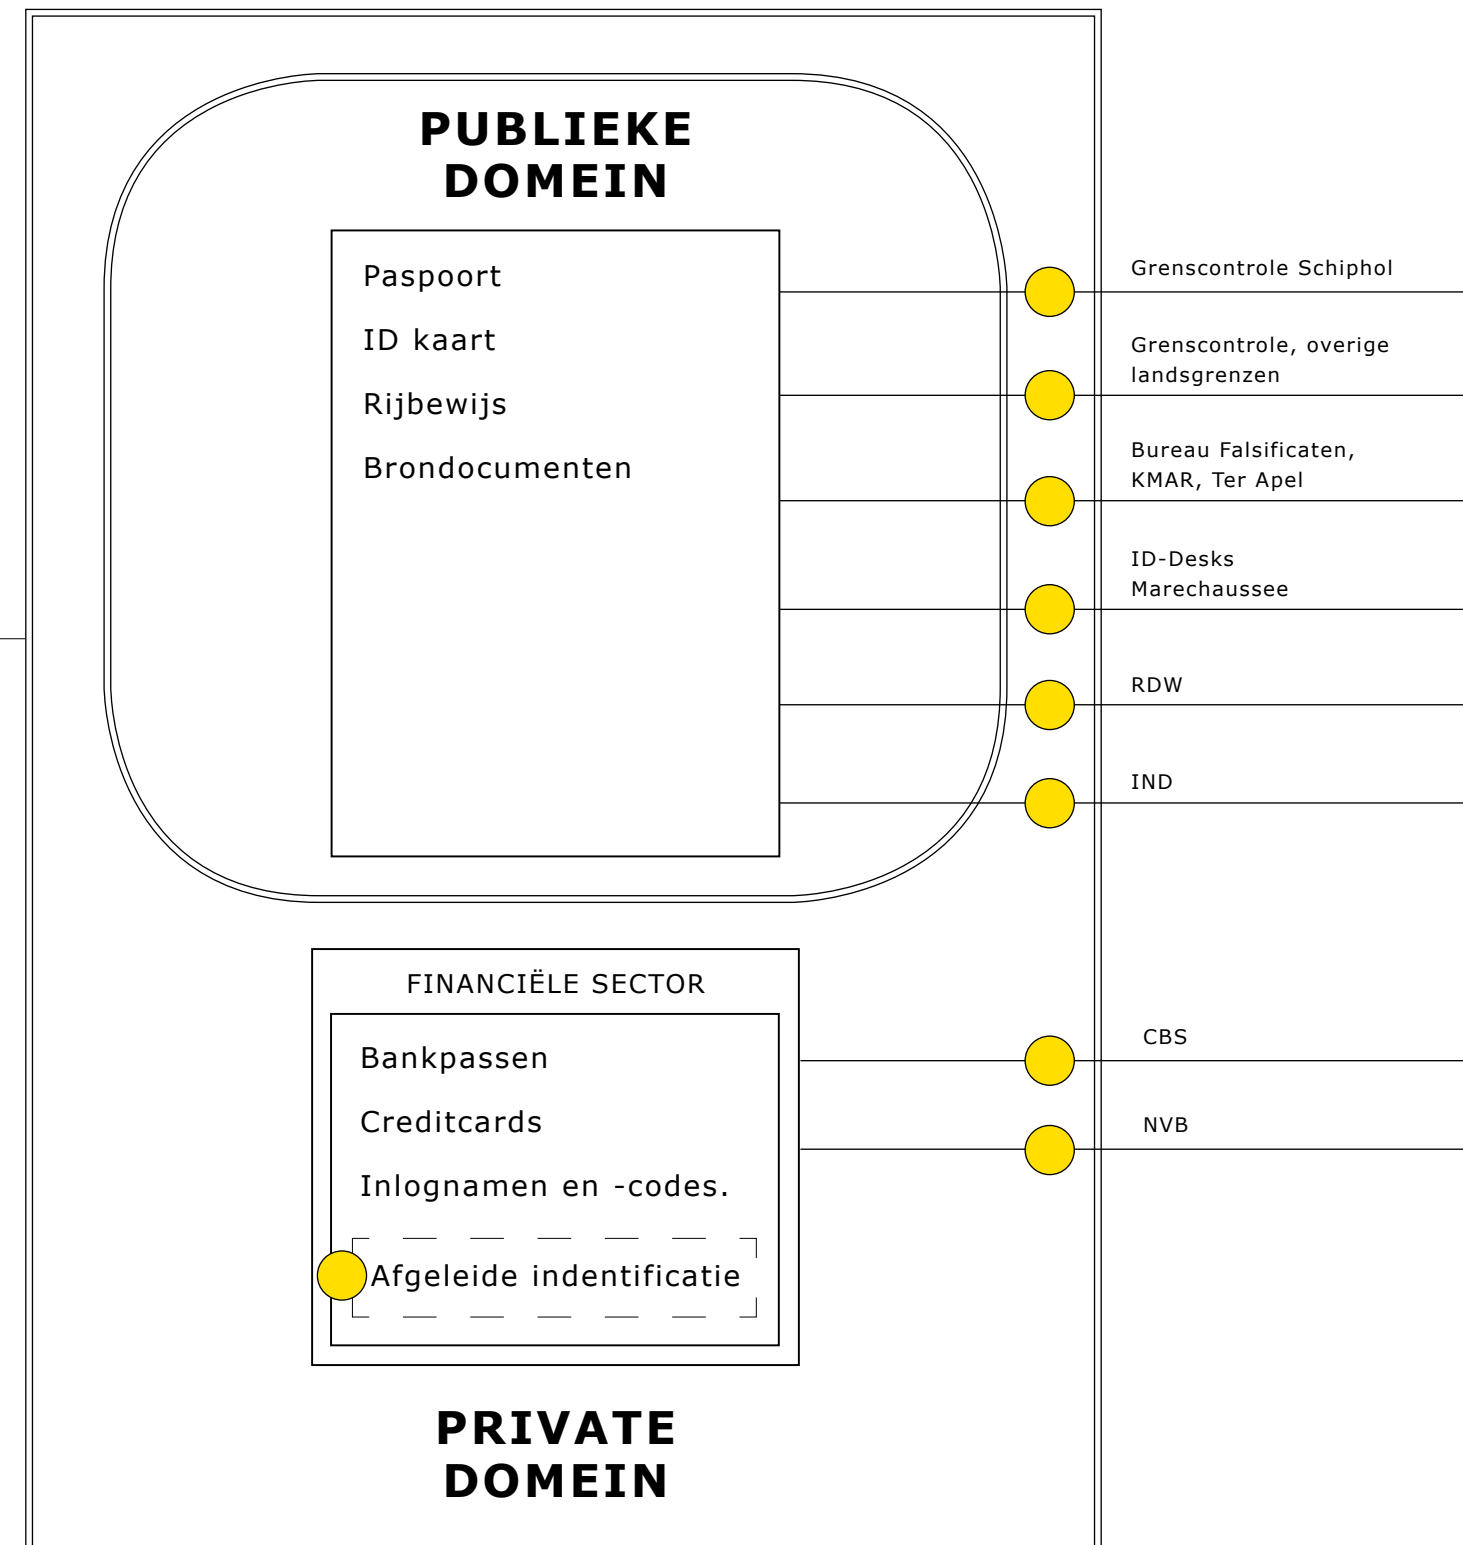 PUBLIEKE
DOMEIN
Paspoort
ID kaart
Rijbewijs
Brondocumenten
Grenscontrole Schiphol
Grenscontrole, overige
landsgrenzen
Bureau Falsificaten,
KMAR, Ter Apel
ID-Desks
Marechaussee
RDW
IND
FINANCIËLE SECTOR
Bankpassen
Creditcards
Inlognamen en -codes.
Afgeleide indentificatie
CBS
NVB
PRIVATE
DOMEIN